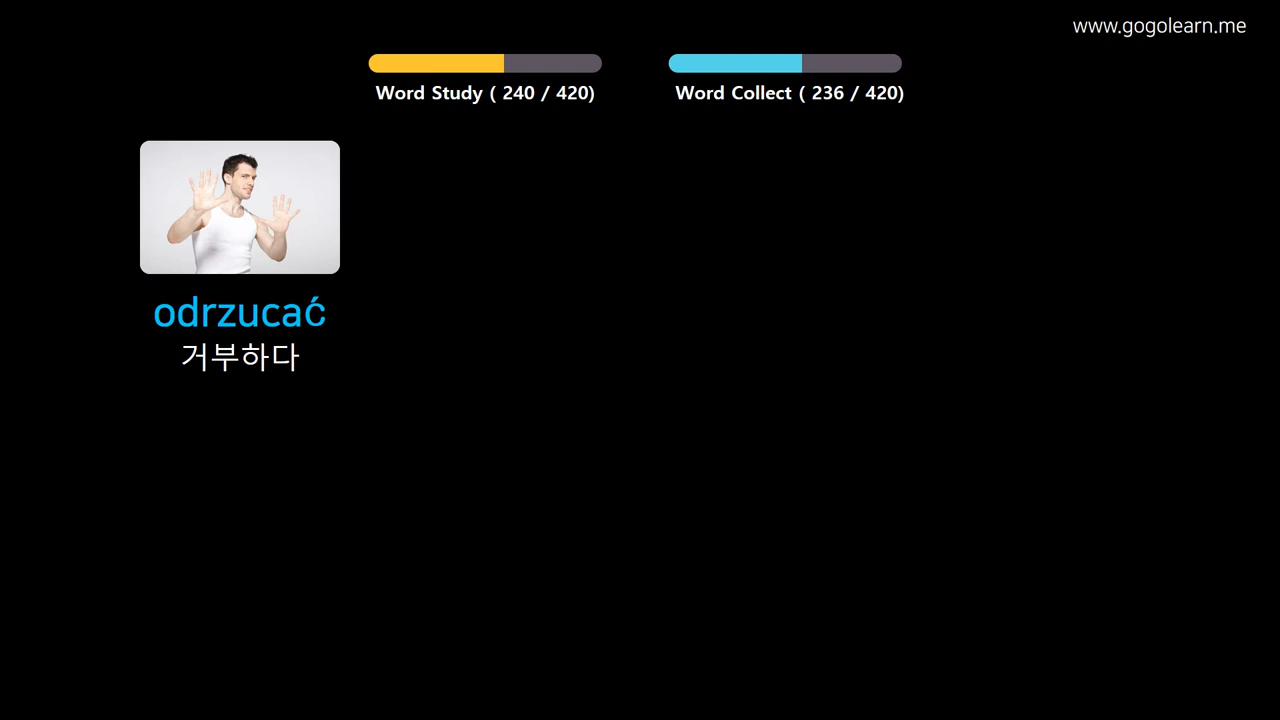 www.gogolearn.me
Word Study ( 240 / 420)
Word Collect ( 236 / 420)
odrzucać
거부하다